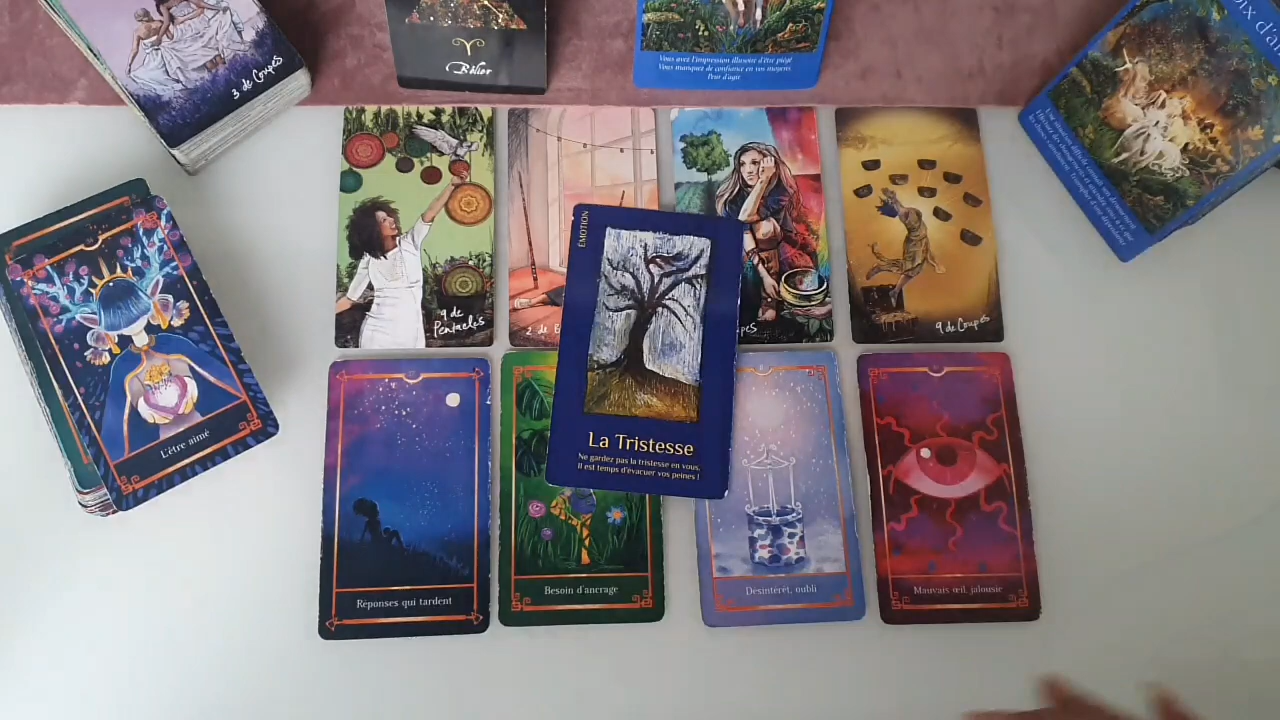 3 de Coupes
Bélier
Vous avez l'impression illusoire d'être piégé
Vous manquez de confiance en vos moyens.
Peur d'agir
9 de
Pentacles
2 de
9 de Coupes
ÉMOTION
La Tristesse
Ne gardez pas la tristesse en vous,
Il est temps d'évacuer vos peines !
L'être aimé
Réponses qui tardent
Besoin d'ancrage
Désintérêt, oubli
Mauvais œil, jalousie